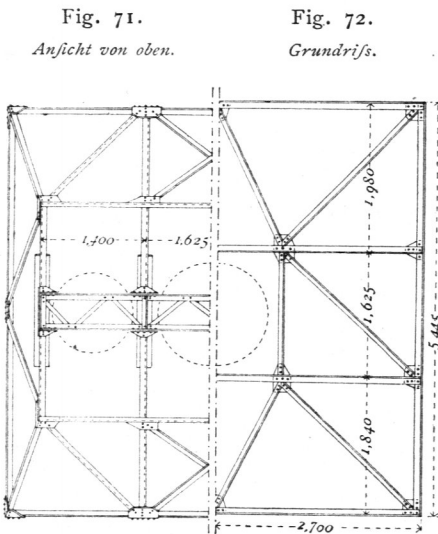 Fig. 71.
Anſicht von oben.
Fig. 72.
Grundriſs.
1,400
1,625
1,980
1,625
1,840
5,445
2,700